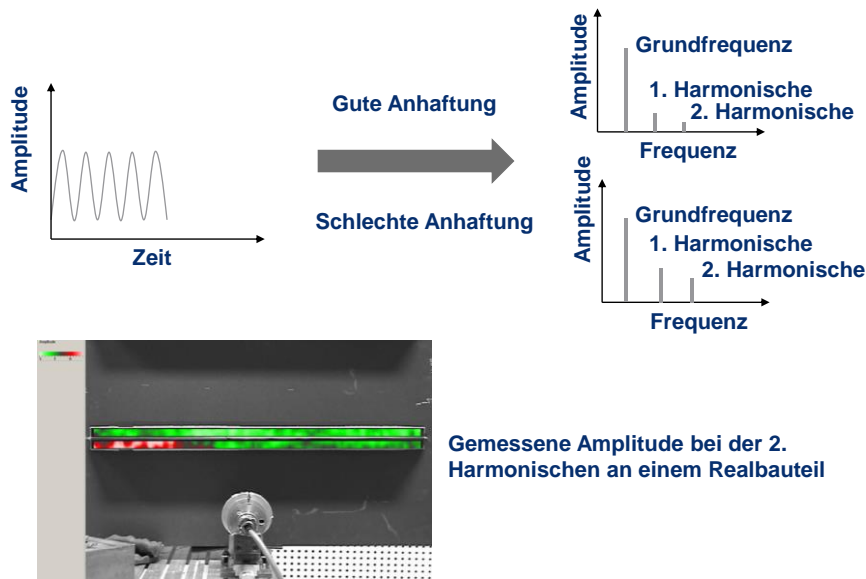 Amplitude
Zeit
Gute Anhaftung
Schlechte Anhaftung
Amplitude
Grundfrequenz
1. Harmonische
2. Harmonische
Frequenz
Amplitude
Grundfrequenz
1. Harmonische
2. Harmonische
Frequenz
Amplitude
Gemessene Amplitude bei der 2.
Harmonischen an einem Realbauteil